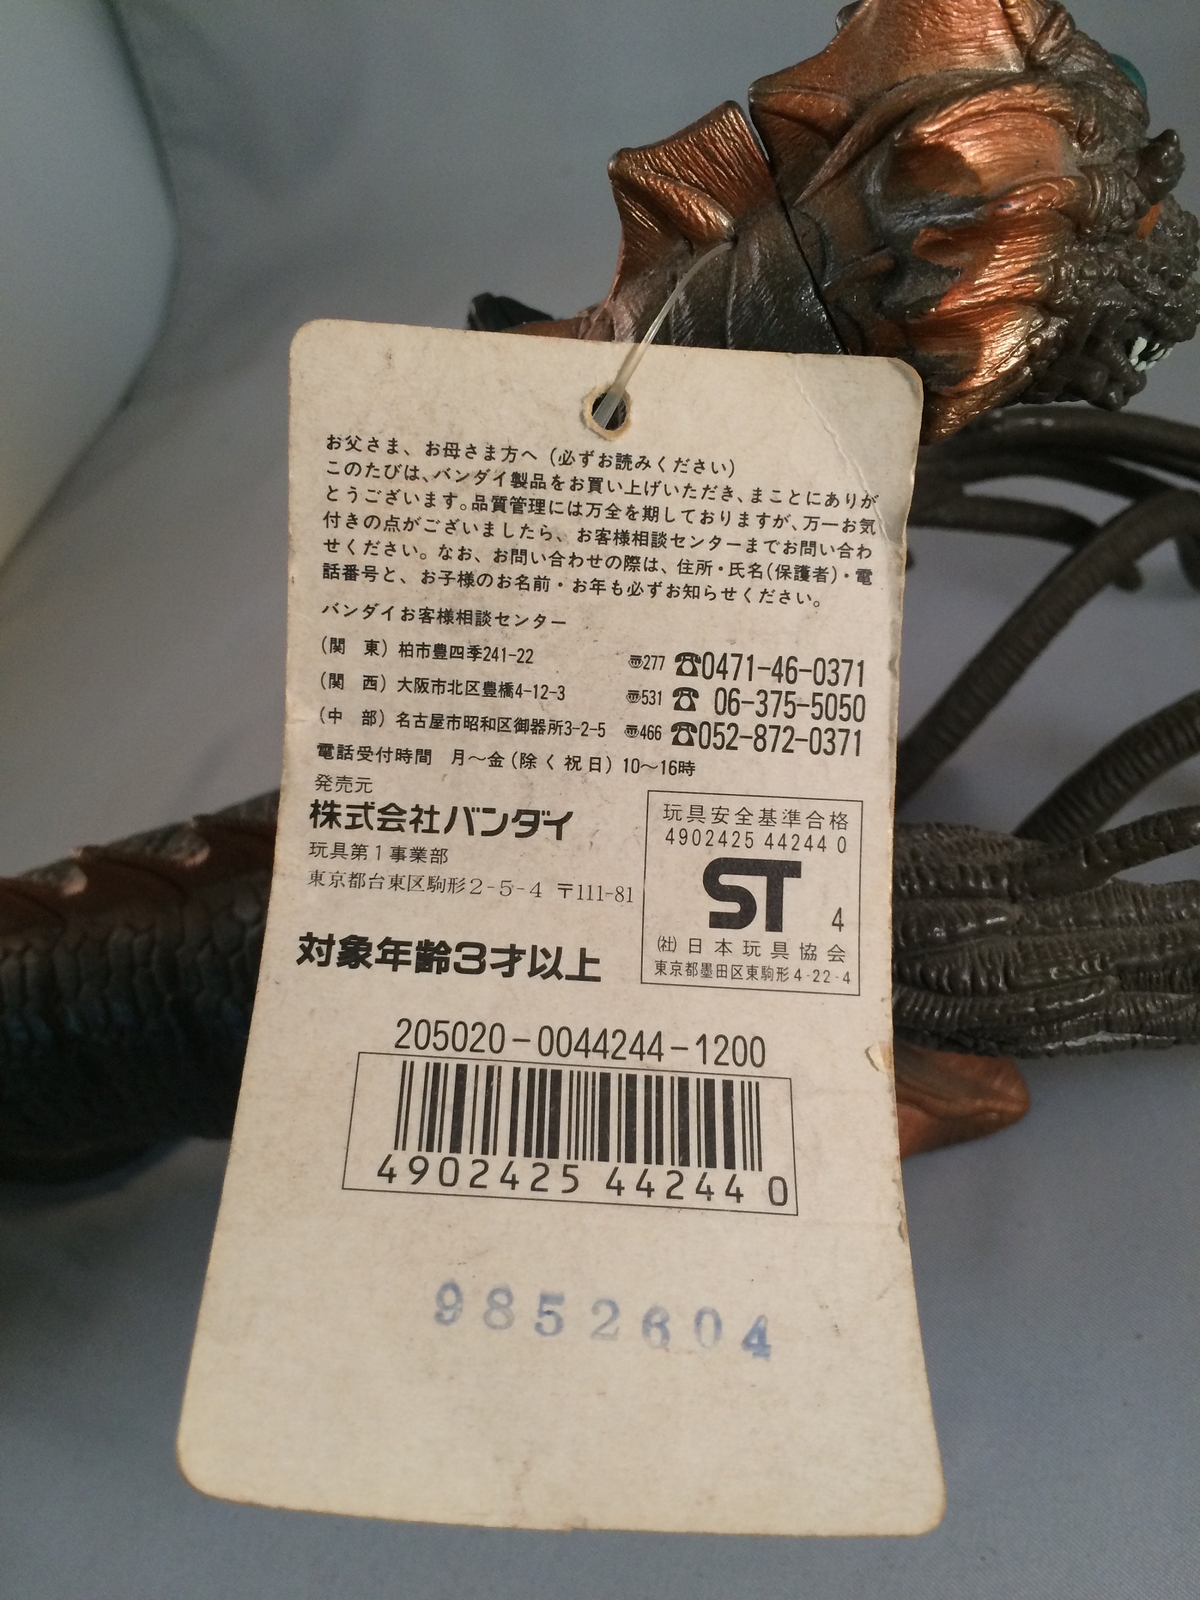 お父さま、お母さま方へ（必ずお読みください）
このたびは、バンダイ製品をお買い上げいただき、まことにありが
とうございます。品質管理には万全を期しておりますが、万一お気
付きの点がございましたら、お客様相談センターまでお問い合わ
せください。なお、お問い合わせの際は、住所・氏名(保護者)・電
話番号と、お子様のお名前・お年も必ずお知らせください。
バンダイお客様相談センター
(関　東) 柏市豊四季241-22 〠277 ☎0471-46-0371
(関　西) 大阪市北区豊橋4-12-3 〠531 ☎ 06-375-5050
(中　部) 名古屋市昭和区御器所3-2-5 〠466 ☎052-872-0371
電話受付時間　月〜金(除く祝日) 10〜16時
発売元
株式会社バンダイ
玩具第1事業部
東京都台東区駒形2-5-4 〒111-81
対象年齢3才以上
玩具安全基準合格
4902425 44244 0
ST 4
(社)日本玩具協会
東京都墨田区東駒形4-22-4
205020-0044244-1200
4902425 44244 0
9852604